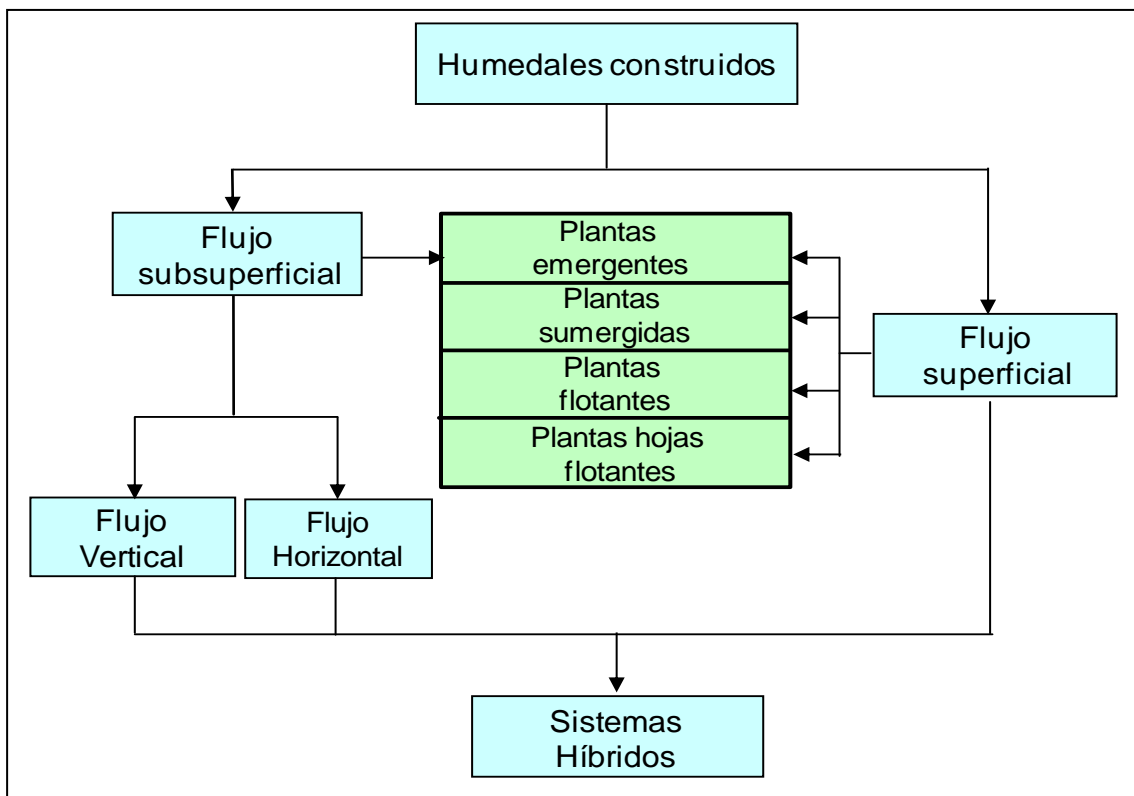 Humedales construidos
Flujo
subsuperficial
Plantas
emergentes
Plantas
sumergidas
Plantas
flotantes
Plantas hojas
flotantes
Flujo
superficial
Flujo
Vertical
Flujo
Horizontal
Sistemas
Híbridos